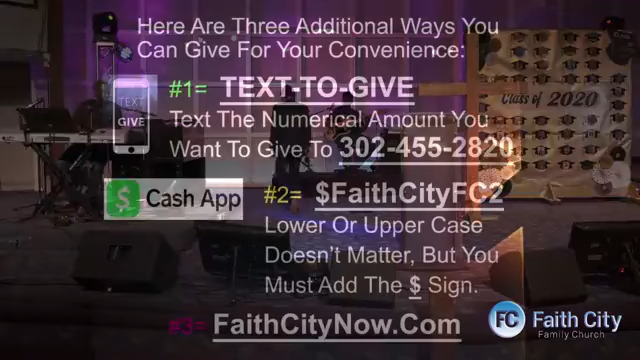 Here Are Three Additional Ways You
Can Give For Your Convenience:
#1= TEXT-TO-GIVE
TEXT
GIVE
Text The Numerical Amount You
Want To Give To 302-455-2820
Class of 2020
$ Cash App
#2= $FaithCityFC2
Lower Or Upper Case
Doesn't Matter, But You
Must Add The $ Sign.
#3= FaithCityNow.Com
FC Faith City
Family Church